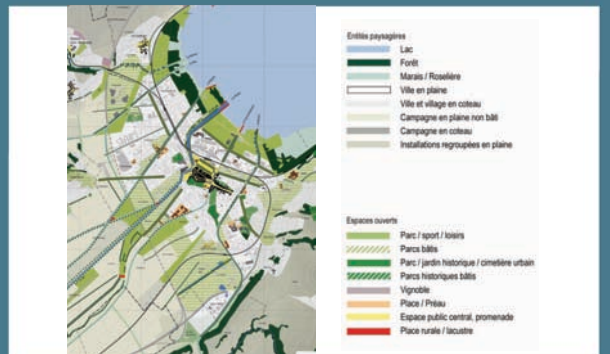 Entités paysagères
Lac
Forêt
Marais / Roselière
Ville en plaine
Ville et village en coteau
Campagne en plaine non bâti
Campagne en coteau
Installations regroupées en plaine
Espaces ouverts
Parc / sport / loisirs
Parcs bâtis
Parc / jardin historique / cimetière urbain
Parcs historiques bâtis
Vignoble
Place / Préau
Espace public central, promenade
Place rurale / lacustre